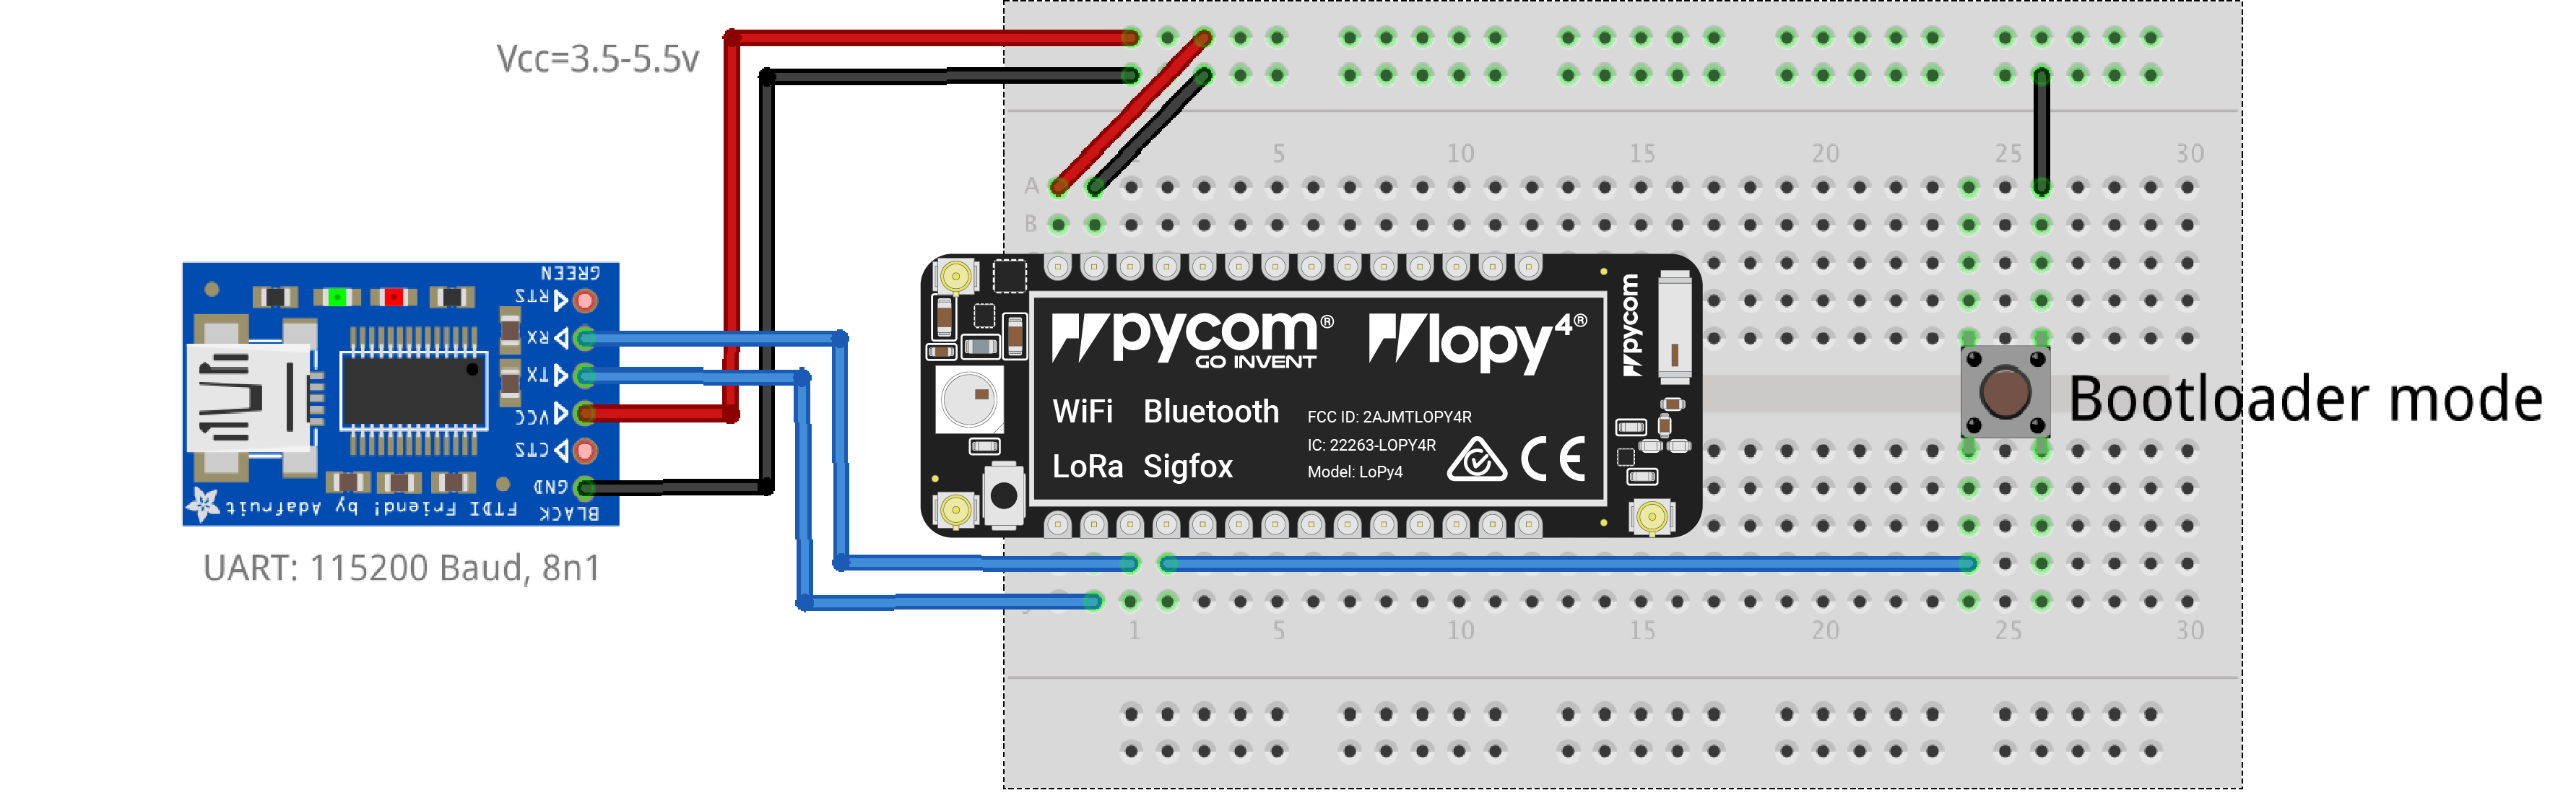 Vcc=3.5-5.5v
5 10 15 20 25 30
A
B
GREEN
RTS
RX
TX
VCC
CTS
GND
BLACK
FTDI Friend! by Adafruit
UART: 115200 Baud, 8n1
pycom®
GO INVENT
lopy4®
WiFi Bluetooth
LoRa Sigfox
FCC ID: 2AJMTLOPY4R
IC: 22263-LOPY4R
Model: LoPy4
CE
pycom
Bootloader mode
1 5 10 15 20 25 30